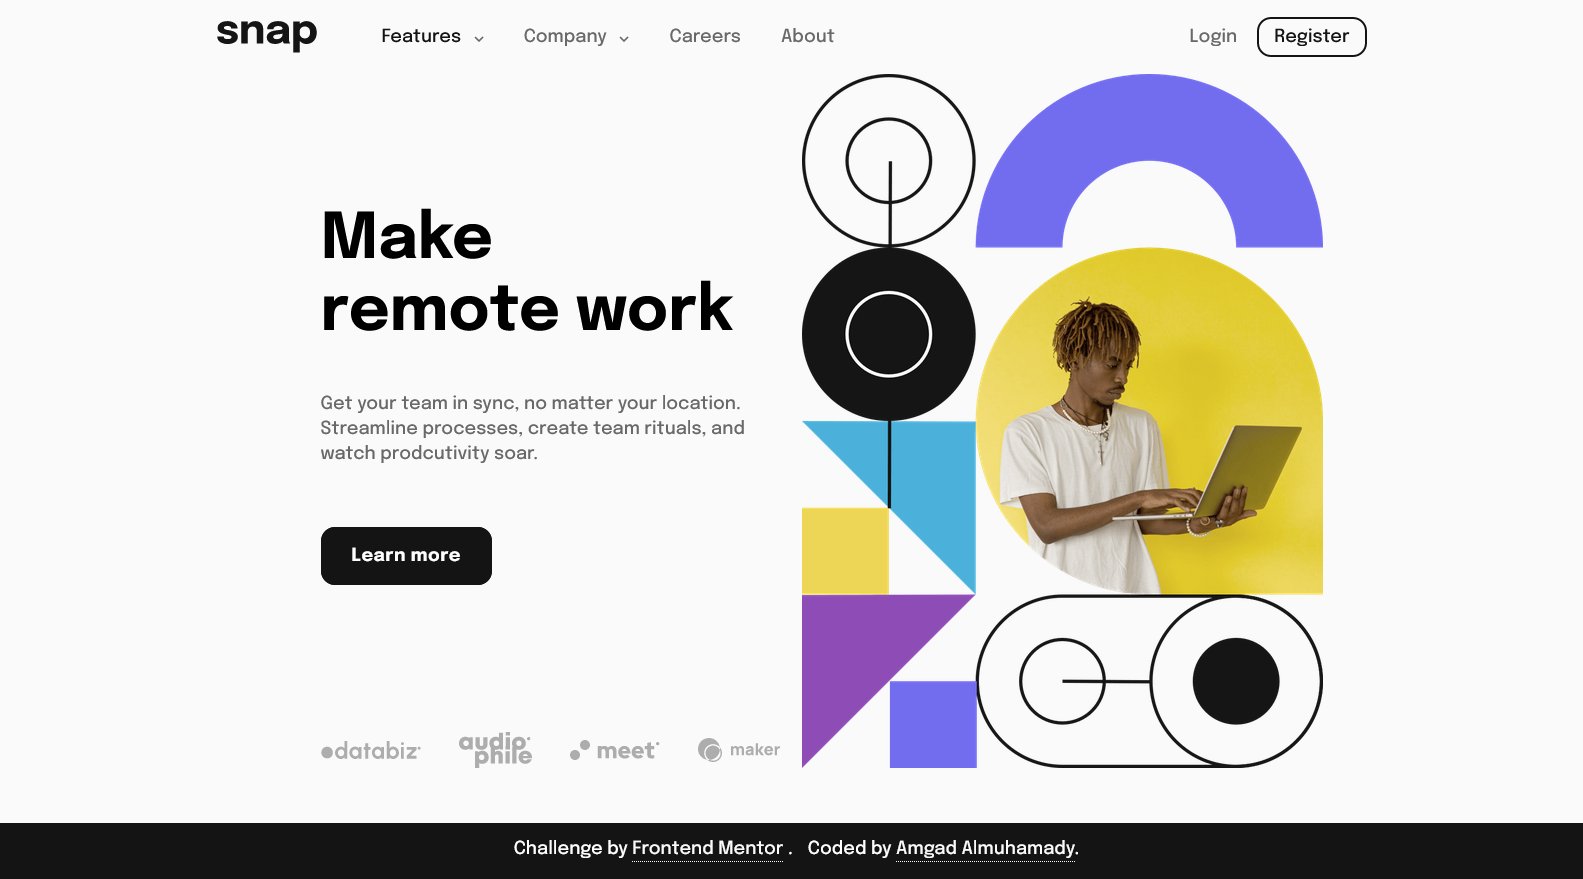 snap
Features
Company
Careers
About
Login
Register
Make
remote work
Get your team in sync, no matter your location.
Streamline processes, create team rituals, and
watch prodcutivity soar.
Learn more
databiz
audio
phile
meet
maker
Challenge by Frontend Mentor . Coded by Amgad Almuhamady.